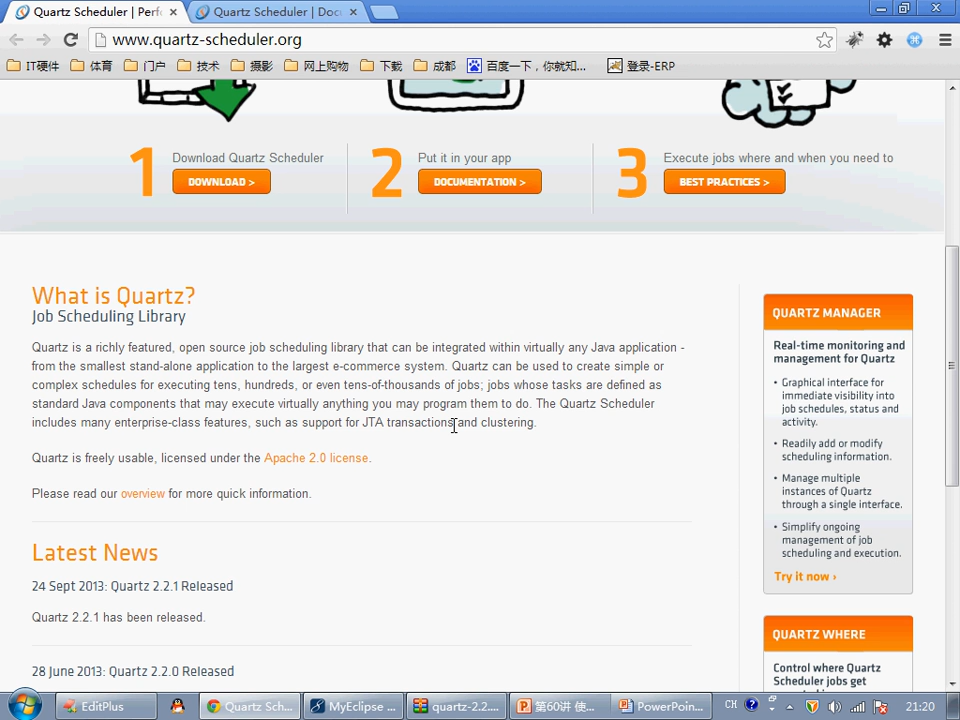 Quartz Scheduler | Perf
Quartz Scheduler | Docu
www.quartz-scheduler.org
IT硬件
体育
门户
技术
摄影
网上购物
下载
成都
百度一下，你就知...
登录-ERP
1
Download Quartz Scheduler
DOWNLOAD >
2
Put it in your app
DOCUMENTATION >
3
Execute jobs where and when you need to
BEST PRACTICES >
What is Quartz?
Job Scheduling Library
Quartz is a richly featured, open source job scheduling library that can be integrated within virtually any Java application -
from the smallest stand-alone application to the largest e-commerce system. Quartz can be used to create simple or
complex schedules for executing tens, hundreds, or even tens-of-thousands of jobs; jobs whose tasks are defined as
standard Java components that may execute virtually anything you may program them to do. The Quartz Scheduler
includes many enterprise-class features, such as support for JTA transactions and clustering.
Quartz is freely usable, licensed under the Apache 2.0 license.
Please read our overview for more quick information.
Latest News
24 Sept 2013: Quartz 2.2.1 Released
Quartz 2.2.1 has been released.
28 June 2013: Quartz 2.2.0 Released
QUARTZ MANAGER
Real-time monitoring and
management for Quartz
• Graphical interface for
immediate visibility into
job schedules, status and
activity.
• Readily add or modify
scheduling information.
• Manage multiple
instances of Quartz
through a single interface.
• Simplify ongoing
management of job
scheduling and execution.
Try it now ›
QUARTZ WHERE
Control where Quartz
Scheduler jobs get
EditPlus
Quartz Sch...
MyEclipse ...
quartz-2.2....
第60讲 使...
PowerPoin...
CH
21:20